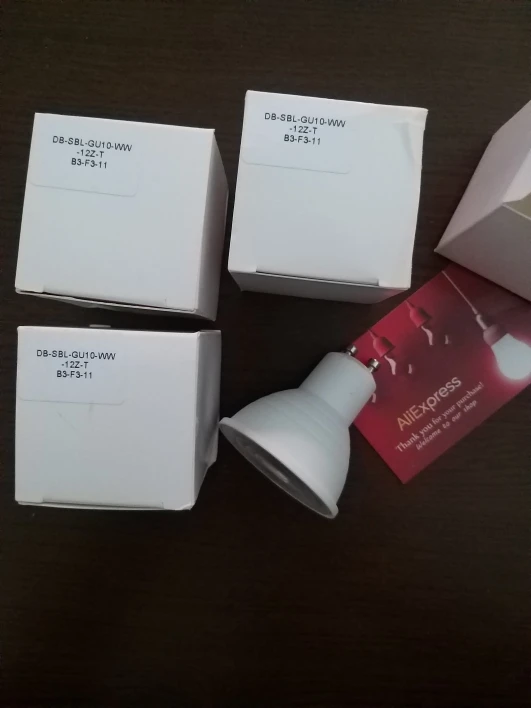 DB-SBL-GU10-WW
-12Z-T
B3-F3-11
DB-SBL-GU10-WW
-12Z-T
B3-F3-11
DB-SBL-GU10-WW
-12Z-T
B3-F3-11
AliExpress
Thank you for your purchase!
Welcome to our shop